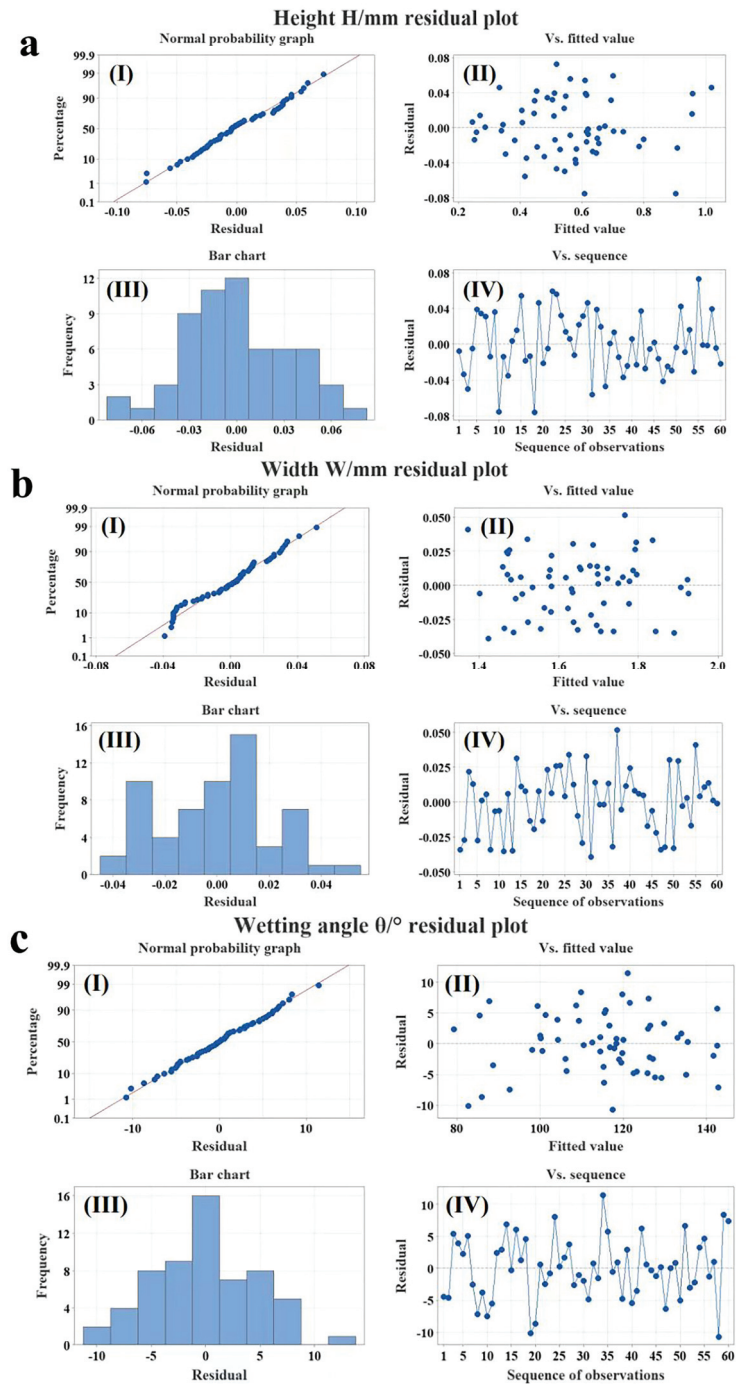 Height H/mm residual plot
a
Normal probability graph
Vs. fitted value
(I)
(II)
Percentage
99.9
99
90
50
10
1
0.1
-0.10
-0.05
0.00
0.05
0.10
Residual
Residual
0.08
0.04
0.00
-0.04
-0.08
0.2
0.4
0.6
0.8
1.0
Fitted value
Bar chart
Vs. sequence
(III)
(IV)
Frequency
12
9
6
3
0
-0.06
-0.03
0.00
0.03
0.06
Residual
Residual
0.08
0.04
0.00
-0.04
-0.08
1 5 10 15 20 25 30 35 40 45 50 55 60
Sequence of observations
Width W/mm residual plot
b
Normal probability graph
Vs. fitted value
(I)
(II)
Percentage
99.9
99
90
50
10
1
0.1
-0.08
-0.04
0.00
0.04
0.08
Residual
Residual
0.050
0.025
0.000
-0.025
-0.050
1.4
1.6
1.8
2.0
Fitted value
Bar chart
Vs. sequence
(III)
(IV)
Frequency
16
12
8
4
0
-0.04
-0.02
0.00
0.02
0.04
Residual
Residual
0.050
0.025
0.000
-0.025
-0.050
1 5 10 15 20 25 30 35 40 45 50 55 60
Sequence of observations
Wetting angle θ/° residual plot
c
Normal probability graph
Vs. fitted value
(I)
(II)
Percentage
99.9
99
90
50
10
1
0.1
-10
0
10
Residual
Residual
10
5
0
-5
-10
80
100
120
140
Fitted value
Bar chart
Vs. sequence
(III)
(IV)
Frequency
16
12
8
4
0
-10
-5
0
5
10
Residual
Residual
10
5
0
-5
-10
1 5 10 15 20 25 30 35 40 45 50 55 60
Sequence of observations